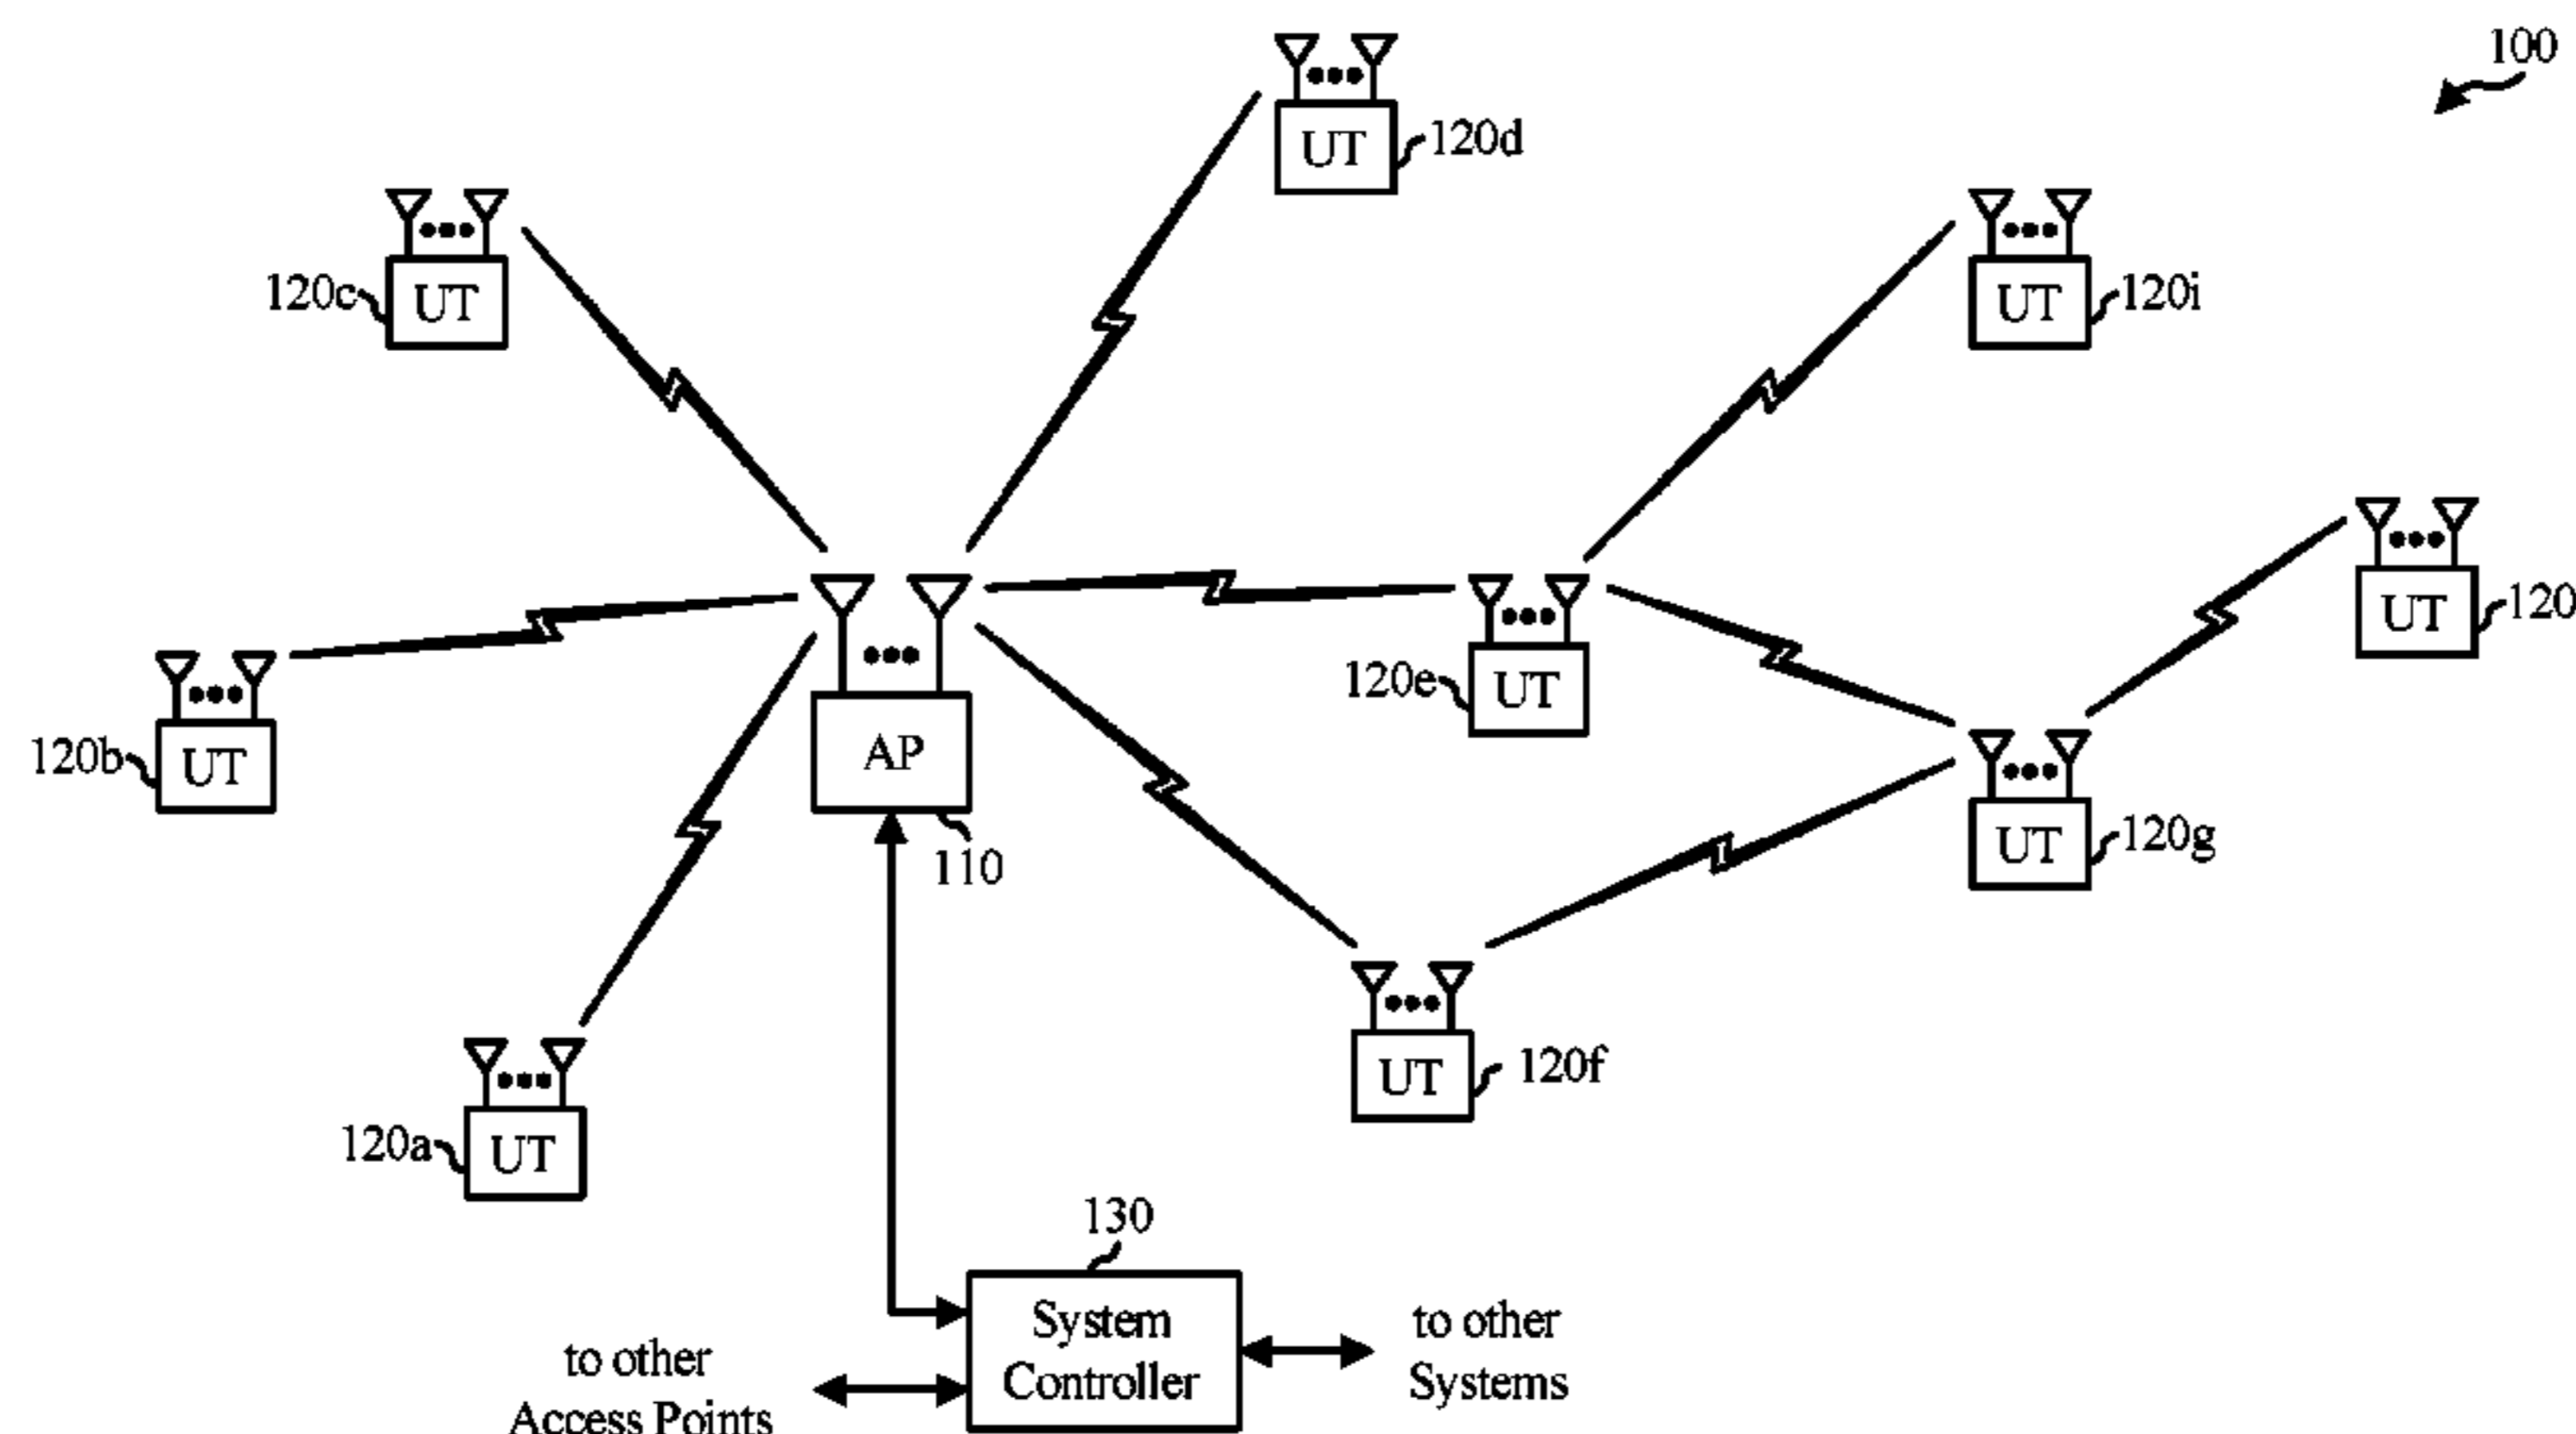 100
UT
120d
120c
UT
UT
120i
UT
120
120e
UT
120b
UT
AP
110
UT
120g
UT
120f
120a
UT
130
System
Controller
to other
Systems
to other
Access Points